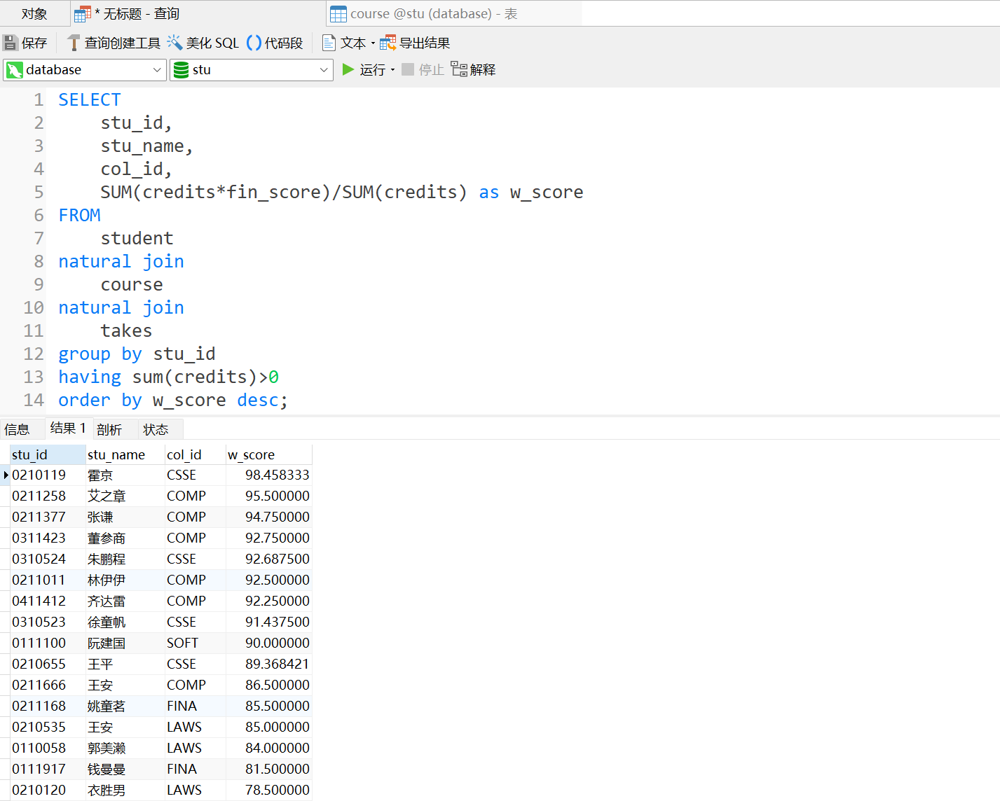 对象 * 无标题 - 查询 course @stu (database) - 表
保存 查询创建工具 美化 SQL () 代码段 文本 导出结果
database stu 运行 停止 解释
1 SELECT
2 stu_id,
3 stu_name,
4 col_id,
5 SUM(credits*fin_score)/SUM(credits) as w_score
6 FROM
7 student
8 natural join
9 course
10 natural join
11 takes
12 group by stu_id
13 having sum(credits)>0
14 order by w_score desc;
信息 结果 1 剖析 状态
stu_id stu_name col_id w_score
0210119 霍京 CSSE 98.458333
0211258 艾之章 COMP 95.500000
0211377 张谦 COMP 94.750000
0311423 董参商 COMP 92.750000
0310524 朱鹏程 CSSE 92.687500
0211011 林伊伊 COMP 92.500000
0411412 齐达雷 COMP 92.250000
0310523 徐童帆 CSSE 91.437500
0111100 阮建国 SOFT 90.000000
0210655 王平 CSSE 89.368421
0211666 王安 COMP 86.500000
0211168 姚童茗 FINA 85.500000
0210535 王安 LAWS 85.000000
0110058 郭美濑 LAWS 84.000000
0111917 钱曼曼 FINA 81.500000
0210120 衣胜男 LAWS 78.500000